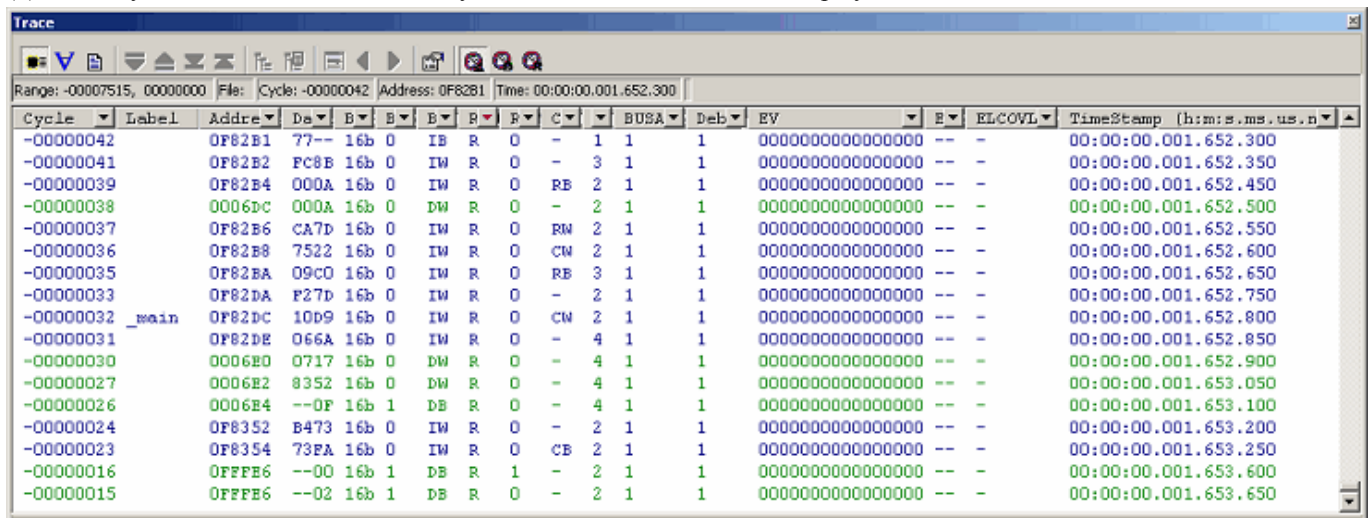 Trace
Range: -00007515, 00000000 File: Cycle: -00000042 Address: 0F82B1 Time: 00:00:00.001.652.300
Cycle Label Addre Da B B B R R C BUSA Deb EV E ELCOVL TimeStamp (h:m:s.ms.us.n
-00000042 0F82B1 77-- 16b 0 IB R 0 - 1 1 1 0000000000000000 -- - 00:00:00.001.652.300
-00000041 0F82B2 FC8B 16b 0 IW R 0 - 3 1 1 0000000000000000 -- - 00:00:00.001.652.350
-00000039 0F82B4 000A 16b 0 IW R 0 RB 2 1 1 0000000000000000 -- - 00:00:00.001.652.450
-00000038 0006DC 000A 16b 0 DW R 0 - 2 1 1 0000000000000000 -- - 00:00:00.001.652.500
-00000037 0F82B6 CA7D 16b 0 IW R 0 RW 2 1 1 0000000000000000 -- - 00:00:00.001.652.550
-00000036 0F82B8 7522 16b 0 IW R 0 CW 2 1 1 0000000000000000 -- - 00:00:00.001.652.600
-00000035 0F82BA 09C0 16b 0 IW R 0 RB 3 1 1 0000000000000000 -- - 00:00:00.001.652.650
-00000033 0F82DA F27D 16b 0 IW R 0 - 2 1 1 0000000000000000 -- - 00:00:00.001.652.750
-00000032 _main 0F82DC 10D9 16b 0 IW R 0 CW 2 1 1 0000000000000000 -- - 00:00:00.001.652.800
-00000031 0F82DE 066A 16b 0 IW R 0 - 4 1 1 0000000000000000 -- - 00:00:00.001.652.850
-00000030 0006E0 0717 16b 0 DW R 0 - 4 1 1 0000000000000000 -- - 00:00:00.001.652.900
-00000027 0006E2 8352 16b 0 DW R 0 - 4 1 1 0000000000000000 -- - 00:00:00.001.653.050
-00000026 0006E4 --0F 16b 1 DB R 0 - 4 1 1 0000000000000000 -- - 00:00:00.001.653.100
-00000024 0F8352 B473 16b 0 IW R 0 - 2 1 1 0000000000000000 -- - 00:00:00.001.653.200
-00000023 0F8354 73FA 16b 0 IW R 0 CB 2 1 1 0000000000000000 -- - 00:00:00.001.653.250
-00000016 0FFFE6 --00 16b 1 DB R 1 - 2 1 1 0000000000000000 -- - 00:00:00.001.653.600
-00000015 0FFFE6 --02 16b 1 DB R 0 - 2 1 1 0000000000000000 -- - 00:00:00.001.653.650